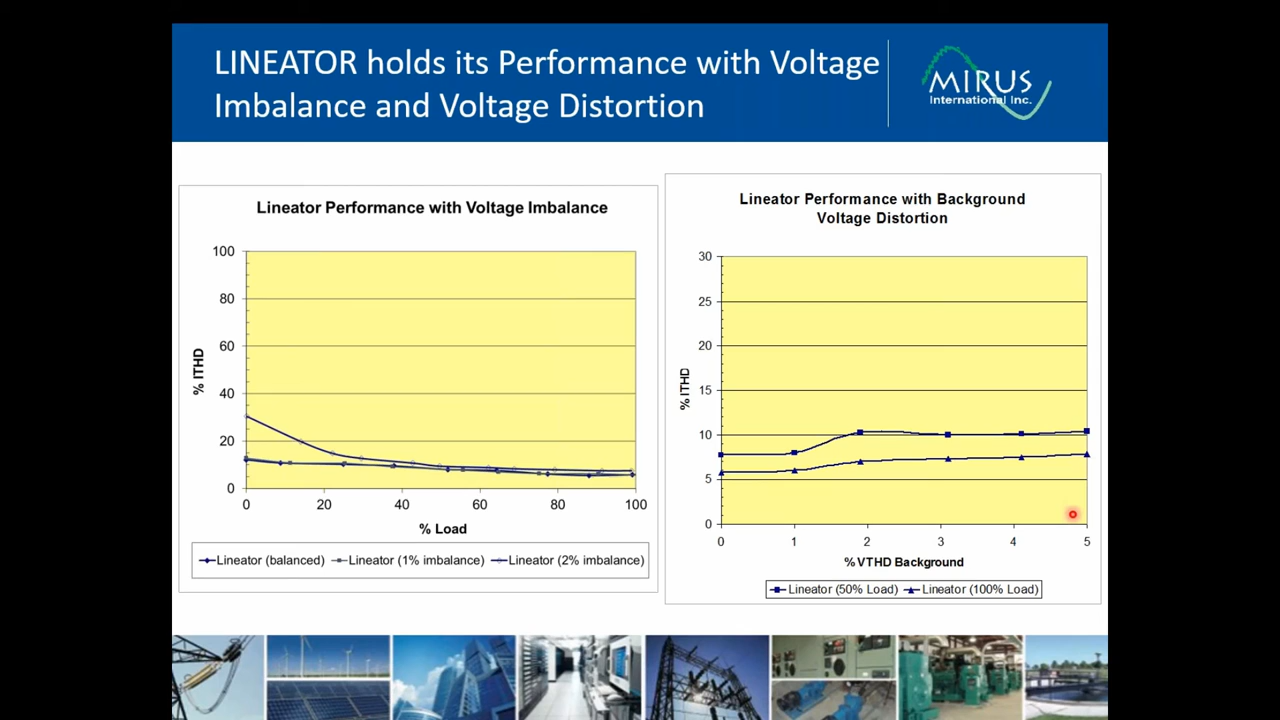 LINEATOR holds its Performance with Voltage
Imbalance and Voltage Distortion
MIRUS
International Inc.
Lineator Performance with Voltage Imbalance
100
80
60
40
20
0
% ITHD
0 20 40 60 80 100
% Load
Lineator (balanced) Lineator (1% imbalance) Lineator (2% imbalance)
Lineator Performance with Background
Voltage Distortion
30
25
20
15
10
5
0
% ITHD
0 1 2 3 4 5
% VTHD Background
Lineator (50% Load) Lineator (100% Load)